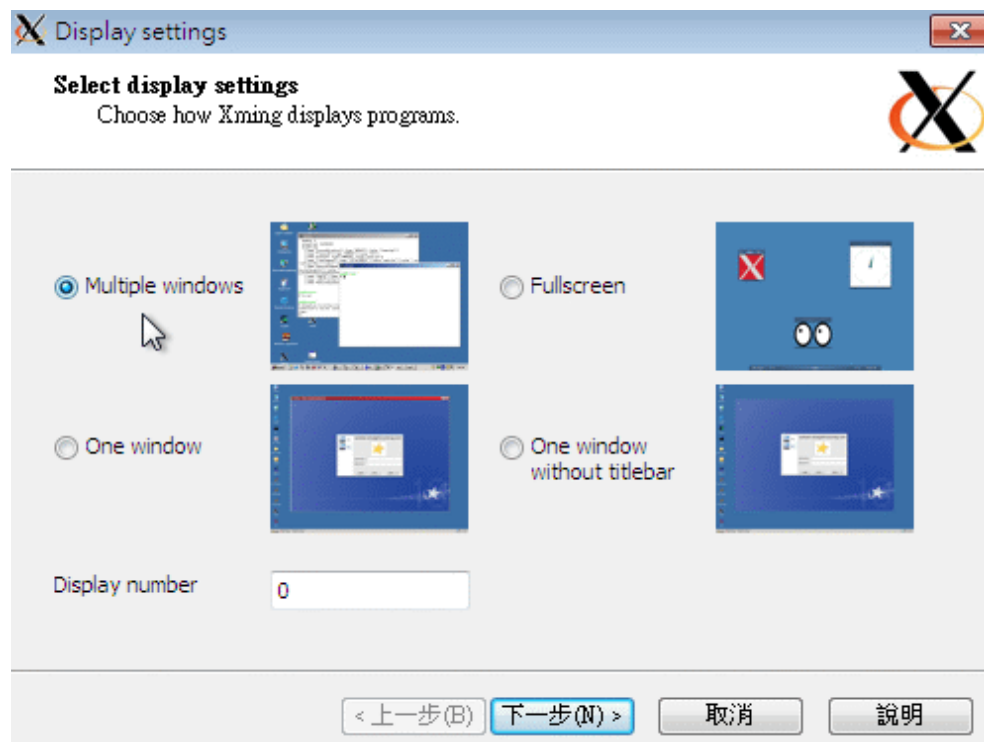 Display settings
Select display settings
Choose how Xming displays programs.
Multiple windows
Fullscreen
One window
One window
without titlebar
Display number
0
<上一步(B)
下一步(N)>
取消
說明